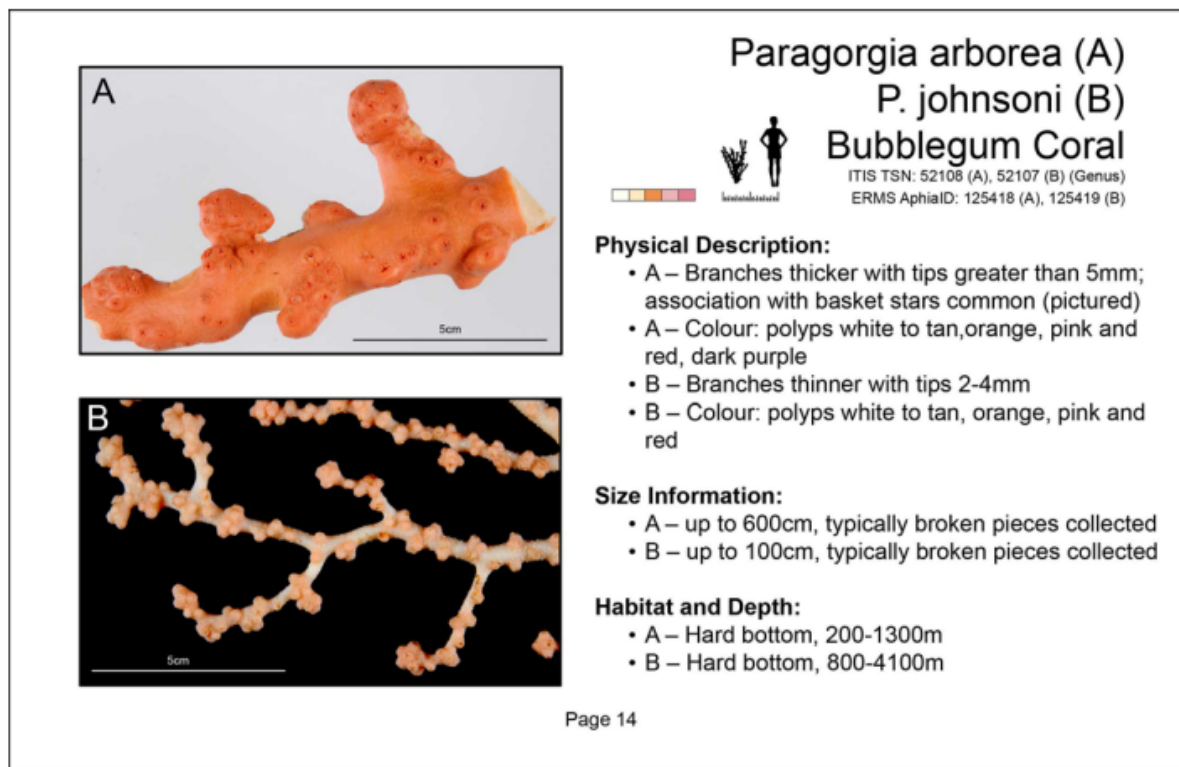 A
5cm
B
5cm
Paragorgia arborea (A)
P. johnsoni (B)
Bubblegum Coral
ITIS TSN: 52108 (A), 52107 (B) (Genus)
ERMS AphiaID: 125418 (A), 125419 (B)
Physical Description:
• A – Branches thicker with tips greater than 5mm;
association with basket stars common (pictured)
• A – Colour: polyps white to tan,orange, pink and
red, dark purple
• B – Branches thinner with tips 2-4mm
• B – Colour: polyps white to tan, orange, pink and
red
Size Information:
• A – up to 600cm, typically broken pieces collected
• B – up to 100cm, typically broken pieces collected
Habitat and Depth:
• A – Hard bottom, 200-1300m
• B – Hard bottom, 800-4100m
Page 14